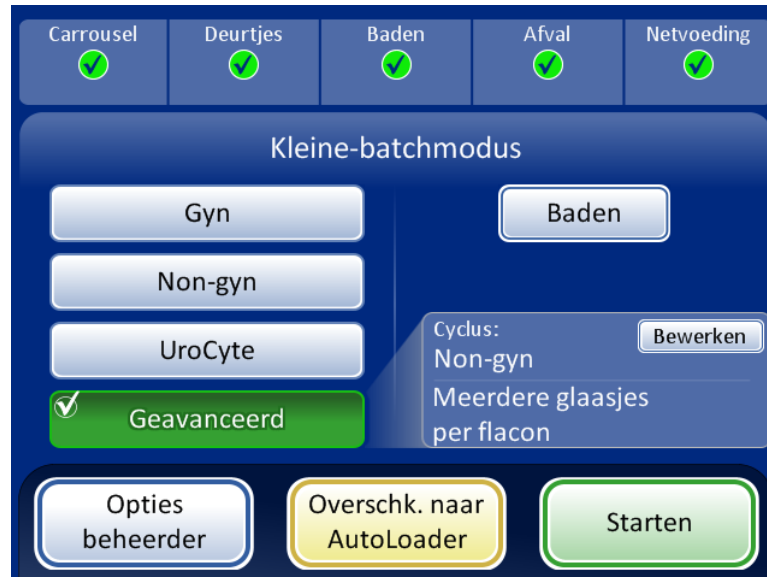 Carrousel
Deurtjes
Baden
Afval
Netvoeding
Kleine-batchmodus
Gyn
Non-gyn
UroCyte
Geavanceerd
Baden
Cyclus:
Non-gyn
Bewerken
Meerdere glaasjes
per flacon
Opties
beheerder
Overschk. naar
AutoLoader
Starten